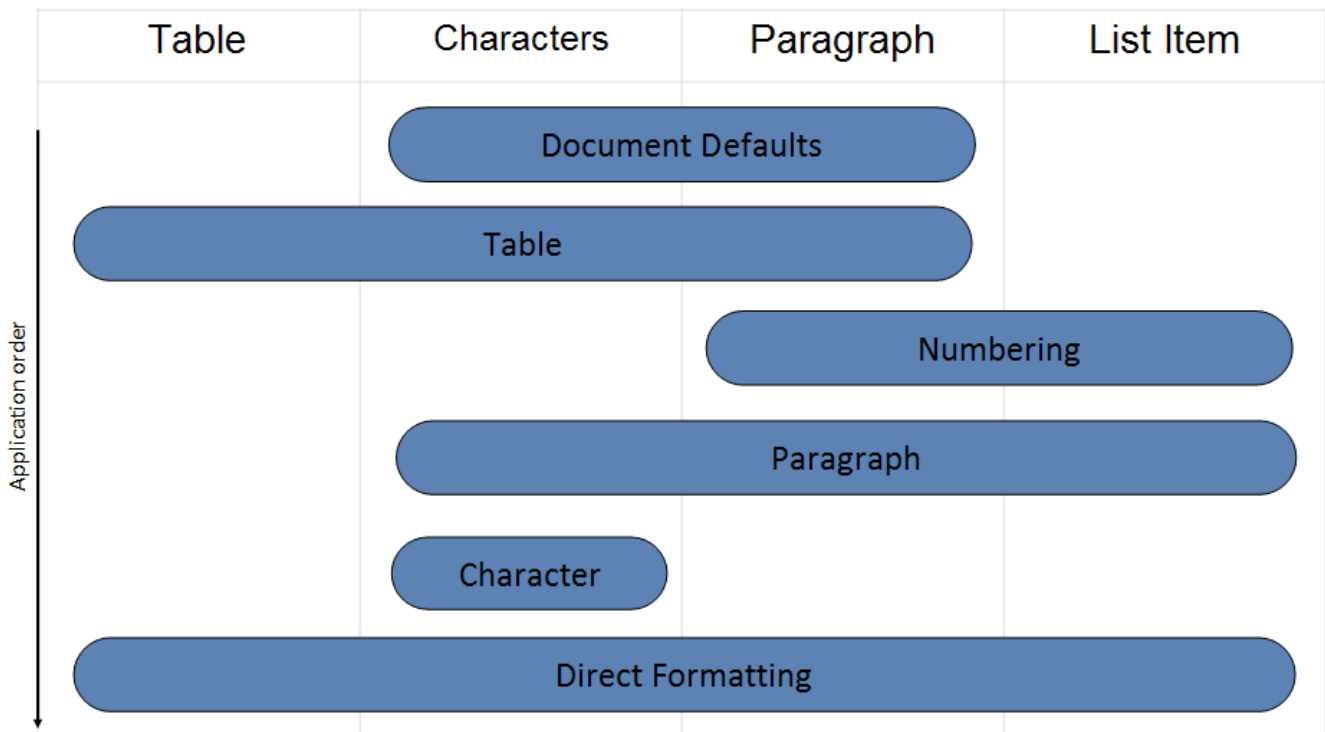 Table
Characters
Paragraph
List Item
Application order
Document Defaults
Table
Numbering
Paragraph
Character
Direct Formatting